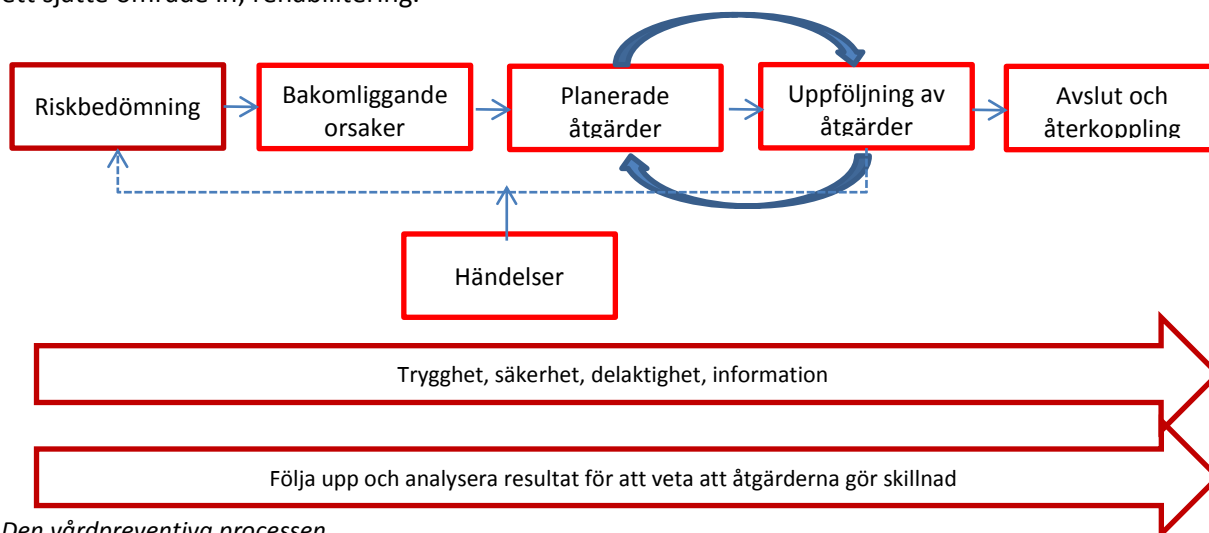 ett sjätte område in, rehabilitering.
Riskbedömning
Bakomliggande
orsaker
Planerade
åtgärder
Uppföljning av
åtgärder
Avslut och
återkoppling
Händelser
Trygghet, säkerhet, delaktighet, information
Följa upp och analysera resultat för att veta att åtgärderna gör skillnad
Den vårdpreventiva processen